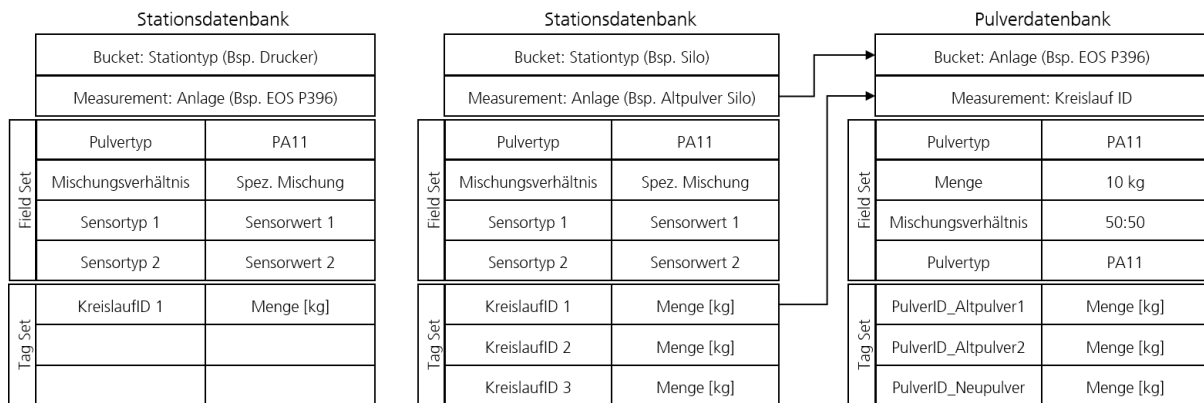 Stationsdatenbank
Bucket: Stationtyp (Bsp. Drucker)
Measurement: Anlage (Bsp. EOS P396)
Field Set
Pulvertyp PA11
Mischungsverhältnis Spez. Mischung
Sensortyp 1 Sensorwert 1
Sensortyp 2 Sensorwert 2
Tag Set
KreislaufID 1 Menge [kg]
Stationsdatenbank
Bucket: Stationtyp (Bsp. Silo)
Measurement: Anlage (Bsp. Altpulver Silo)
Field Set
Pulvertyp PA11
Mischungsverhältnis Spez. Mischung
Sensortyp 1 Sensorwert 1
Sensortyp 2 Sensorwert 2
Tag Set
KreislaufID 1 Menge [kg]
KreislaufID 2 Menge [kg]
KreislaufID 3 Menge [kg]
Pulverdatenbank
Bucket: Anlage (Bsp. EOS P396)
Measurement: Kreislauf ID
Field Set
Pulvertyp PA11
Menge 10 kg
Mischungsverhältnis 50:50
Pulvertyp PA11
Tag Set
PulverID_Altpulver1 Menge [kg]
PulverID_Altpulver2 Menge [kg]
PulverID_Neupulver Menge [kg]